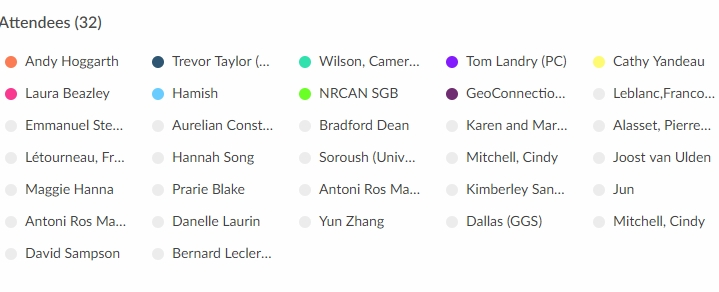 Attendees (32)
Andy Hoggarth Trevor Taylor (... Wilson, Camer... Tom Landry (PC) Cathy Yandeau
Laura Beazley Hamish NRCAN SGB GeoConnectio... Leblanc,Franco...
Emmanuel Ste... Aurelian Const... Bradford Dean Karen and Mar... Alasset, Pierre...
Létourneau, Fr... Hannah Song Soroush (Univ... Mitchell, Cindy Joost van Ulden
Maggie Hanna Prarie Blake Antoni Ros Ma... Kimberley San... Jun
Antoni Ros Ma... Danelle Laurin Yun Zhang Dallas (GGS) Mitchell, Cindy
David Sampson Bernard Lecler...